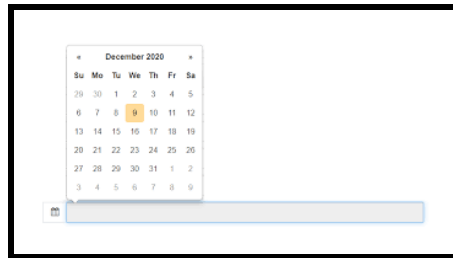 « December 2020 »
Su Mo Tu We Th Fr Sa
29 30 1 2 3 4 5
6 7 8 9 10 11 12
13 14 15 16 17 18 19
20 21 22 23 24 25 26
27 28 29 30 31 1 2
3 4 5 6 7 8 9